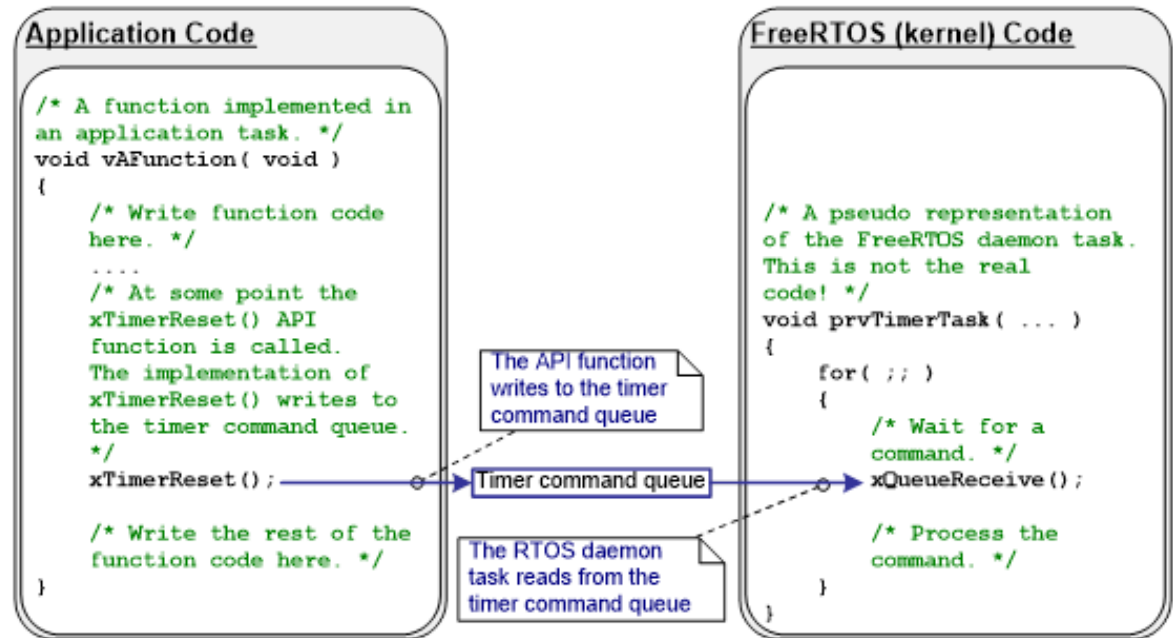 Application Code
/* A function implemented in
an application task. */
void vAFunction( void )
{
/* Write function code
here. */
....
/* At some point the
xTimerReset() API
function is called.
The implementation of
xTimerReset() writes to
the timer command queue.
*/
xTimerReset();
/* Write the rest of the
function code here. */
}
The API function
writes to the timer
command queue
Timer command queue
The RTOS daemon
task reads from the
timer command queue
FreeRTOS (kernel) Code
/* A pseudo representation
of the FreeRTOS daemon task.
This is not the real
code! */
void prvTimerTask( ... )
{
for( ;; )
{
/* Wait for a
command. */
xQueueReceive();
/* Process the
command. */
}
}